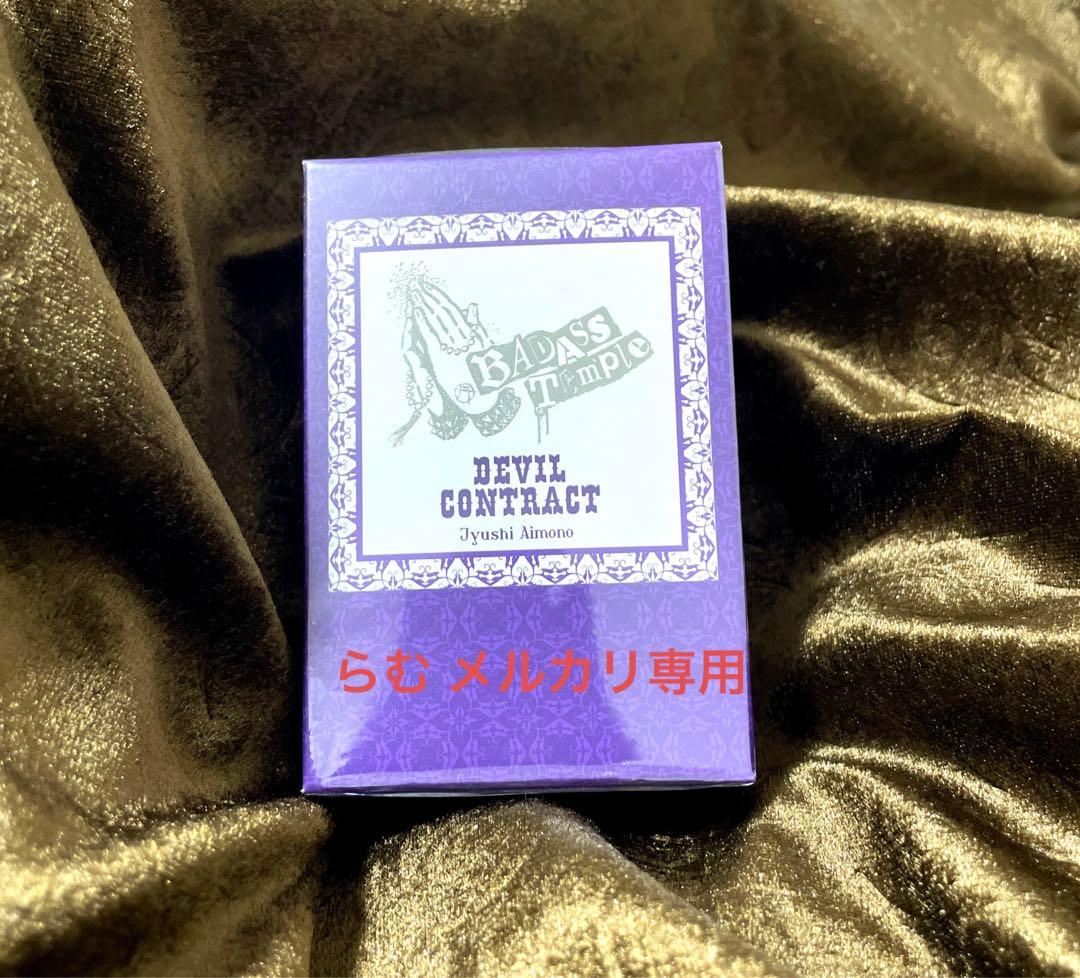 BADASS
Temple
DEVIL
CONTRACT
Jyushi Aimono
らむ メルカリ専用